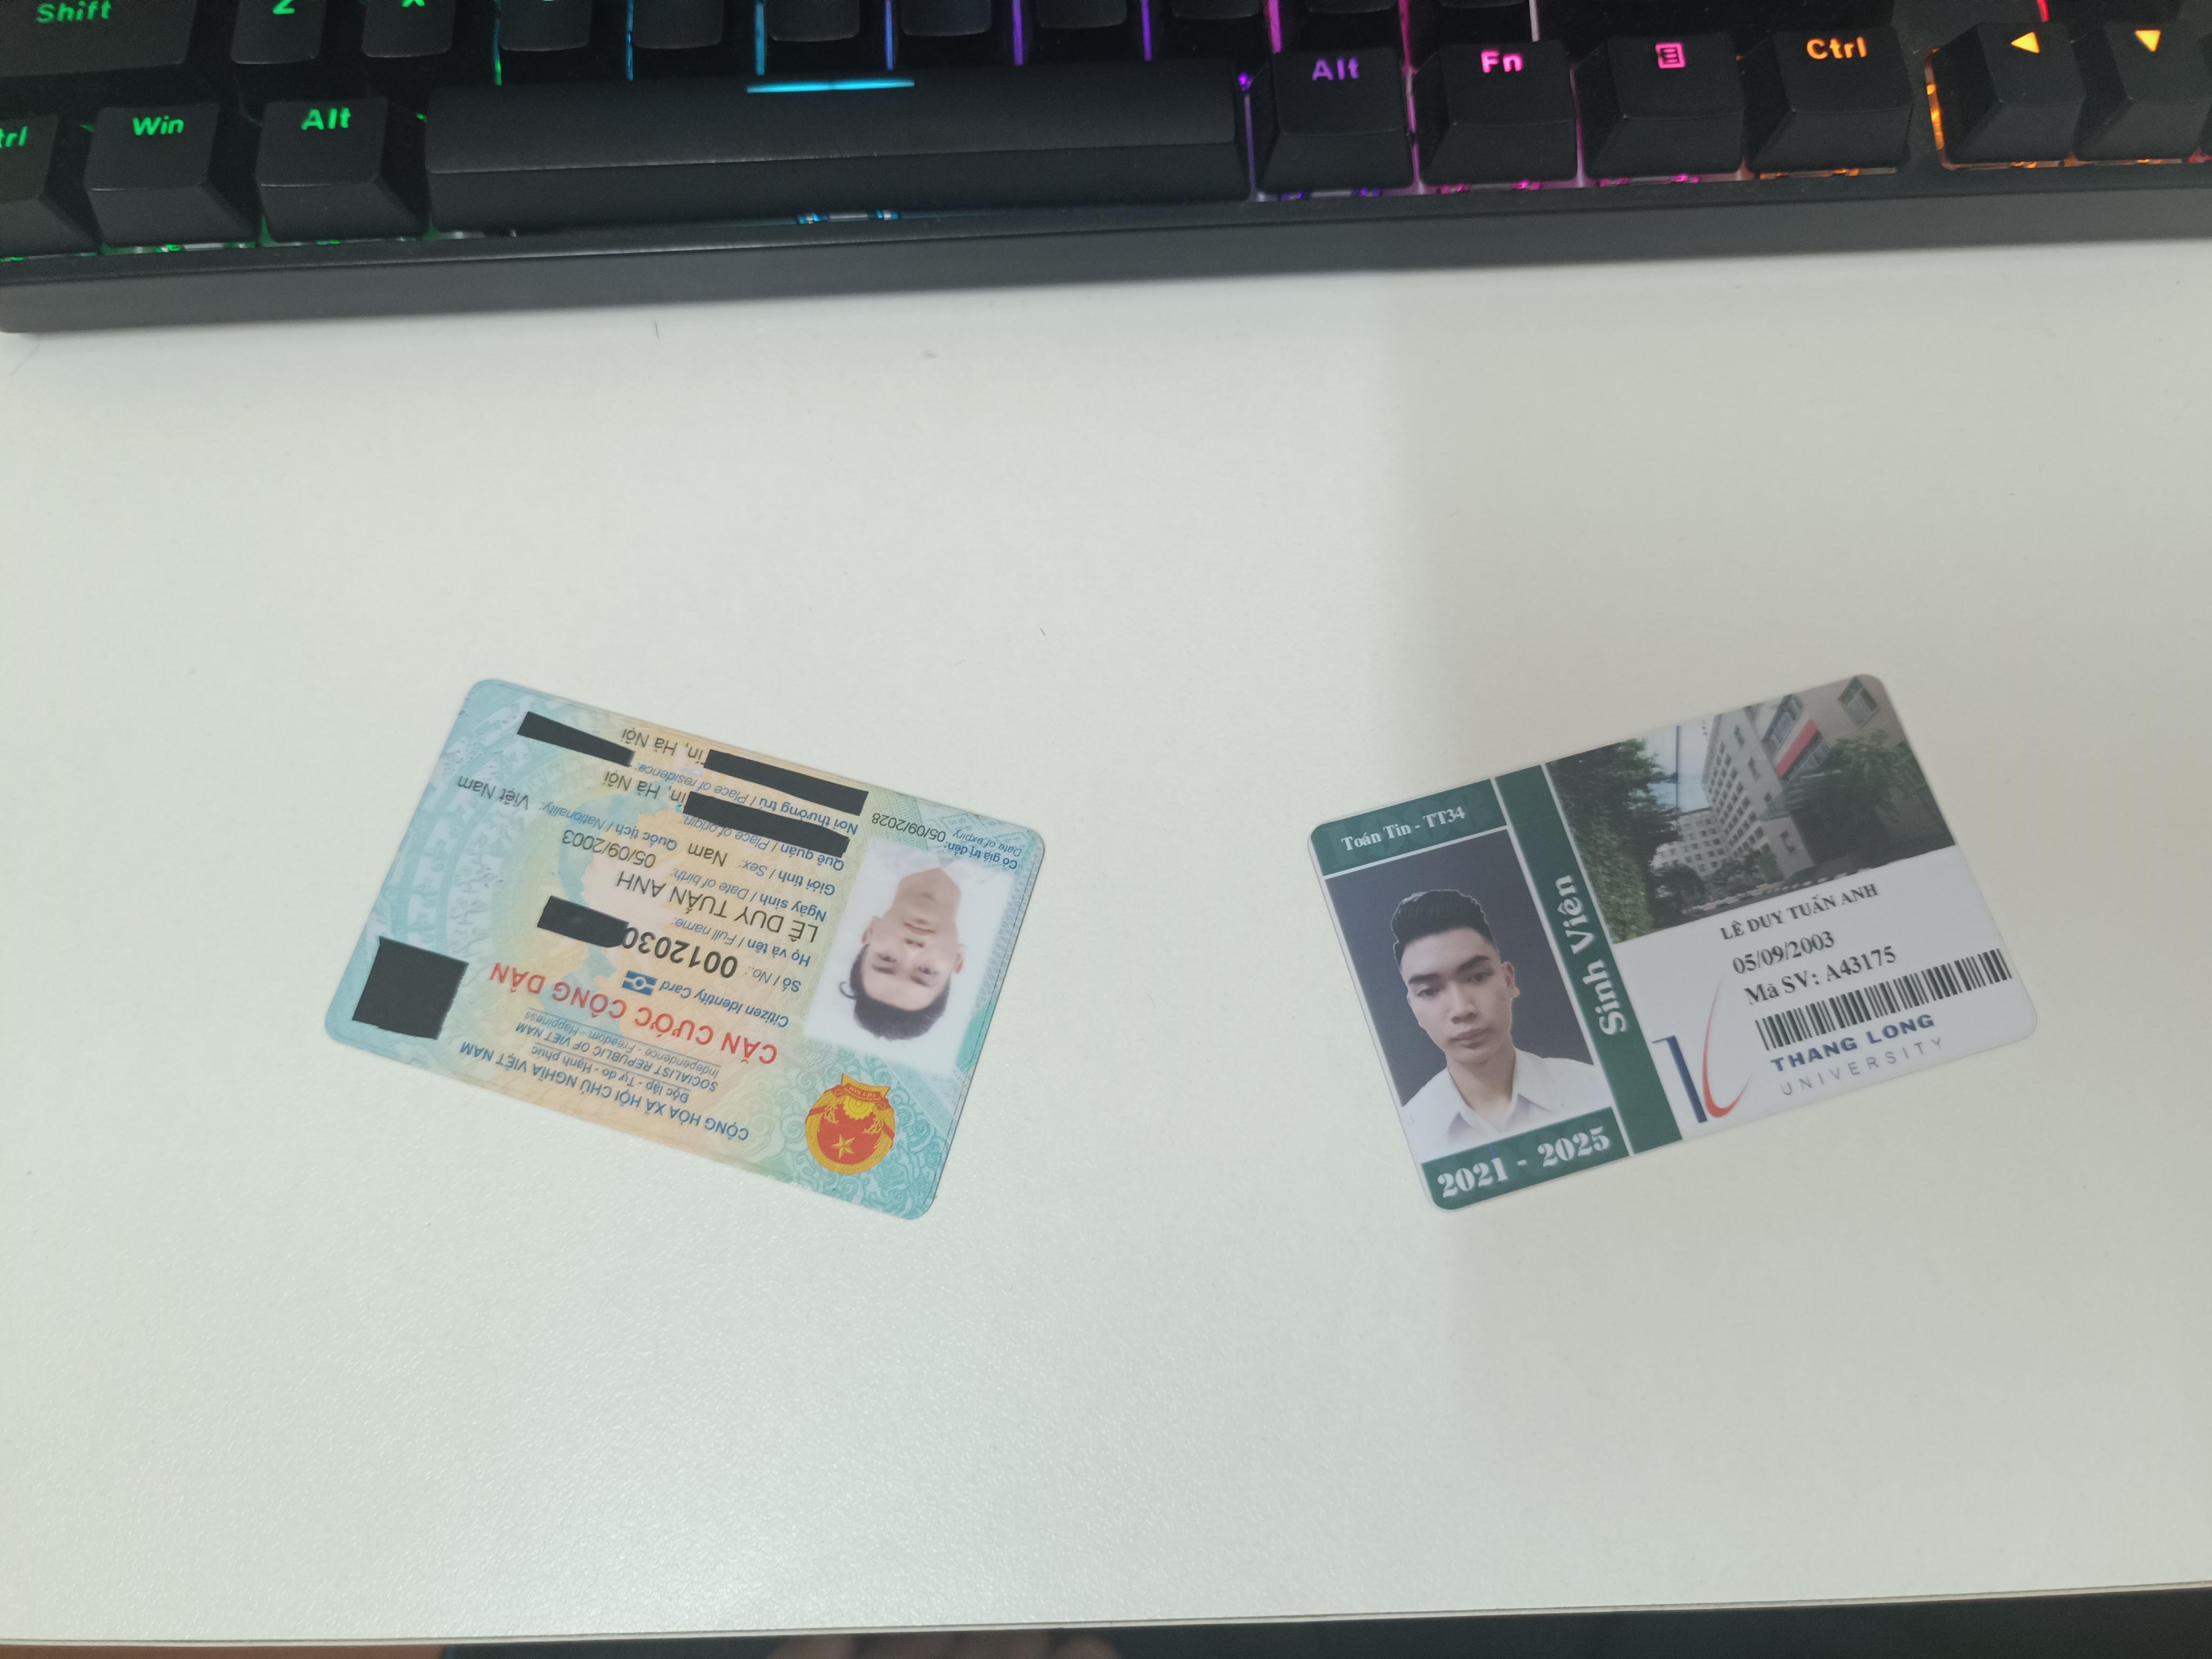 Shift
Z
X
Ctrl
Win
Alt
Alt
Fn
Ctrl
CỘNG HÒA XÃ HỘI CHỦ NGHĨA VIỆT NAM
Độc lập - Tự do - Hạnh phúc
SOCIALIST REPUBLIC OF VIET NAM
Independence - Freedom - Happiness
CĂN CƯỚC CÔNG DÂN
Citizen Identity Card
Số / No.: 0012030
Họ và tên / Full name:
LÊ DUY TUẤN ANH
Ngày sinh / Date of birth: 05/09/2003
Giới tính / Sex: Nam Quốc tịch / Nationality: Việt Nam
Quê quán / Place of origin:
in, Hà Nội
Nơi thường trú / Place of residence:
in, Hà Nội
Có giá trị đến: 05/09/2028
Date of expiry
Toán Tin - TT34
Sinh Viên
2021 - 2025
LÊ DUY TUẤN ANH
05/09/2003
Mã SV: A43175
THANG LONG
UNIVERSITY